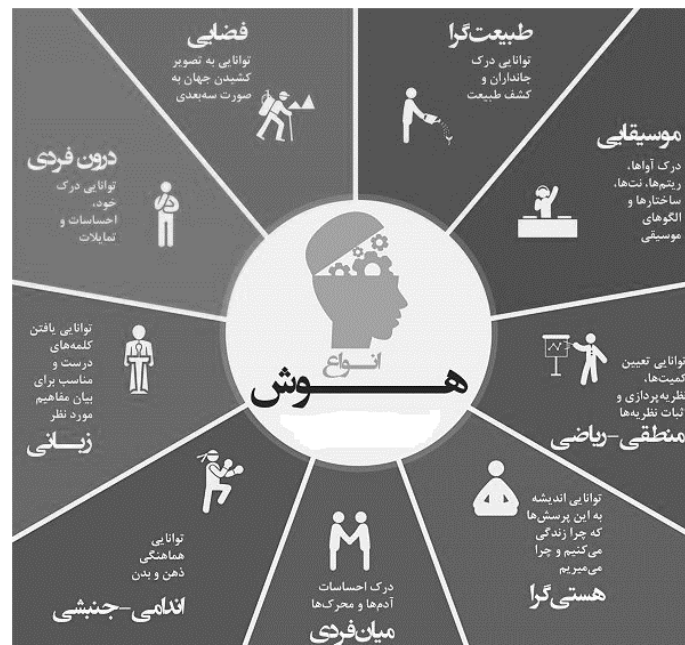 انواع
هوش
طبیعت‌گرا
توانایی درک
جانداران و
کشف طبیعت
موسیقایی
درک آواها،
ریتم‌ها، نت‌ها،
ساختارها و
الگوهای
موسیقی
توانایی تعیین
کمیت‌ها،
نظریه‌پردازی و
ثبات نظریه‌ها
منطقی-ریاضی
توانایی اندیشه
به این پرسش‌ها
که چرا زندگی
می‌کنیم و چرا
می‌میریم
هستی‌گرا
درک احساسات
آدم‌ها و محرک‌ها
میان‌فردی
توانایی
هماهنگی
ذهن و بدن
اندامی-جنبشی
توانایی یافتن
کلمه‌های
درست و
مناسب برای
بیان مفاهیم
مورد نظر
زبـــانی
درون فردی
توانایی درک
خود،
احساسات و
تمایلات
فضایی
توانایی به تصویر
کشیدن جهان به
صورت سه‌بعدی